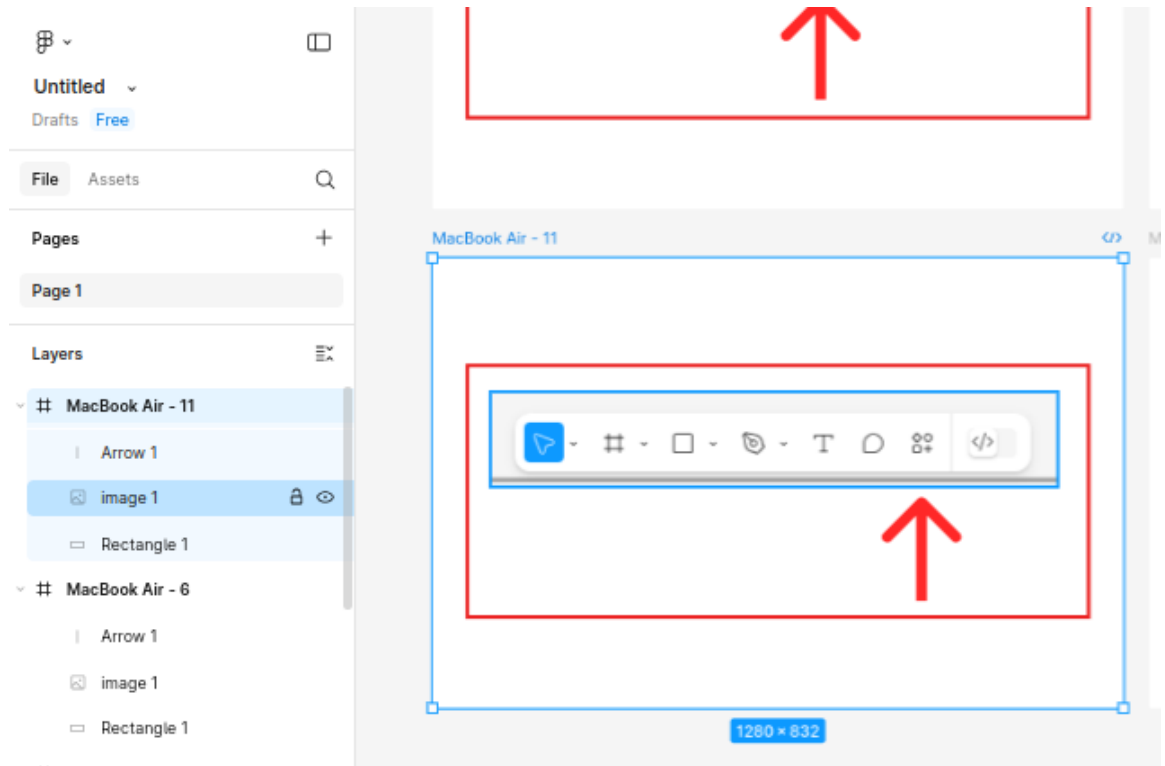 Untitled
Drafts Free
File Assets
Pages
Page 1
Layers
MacBook Air - 11
Arrow 1
image 1
Rectangle 1
MacBook Air - 6
Arrow 1
image 1
Rectangle 1
MacBook Air - 11
M
1280 × 832